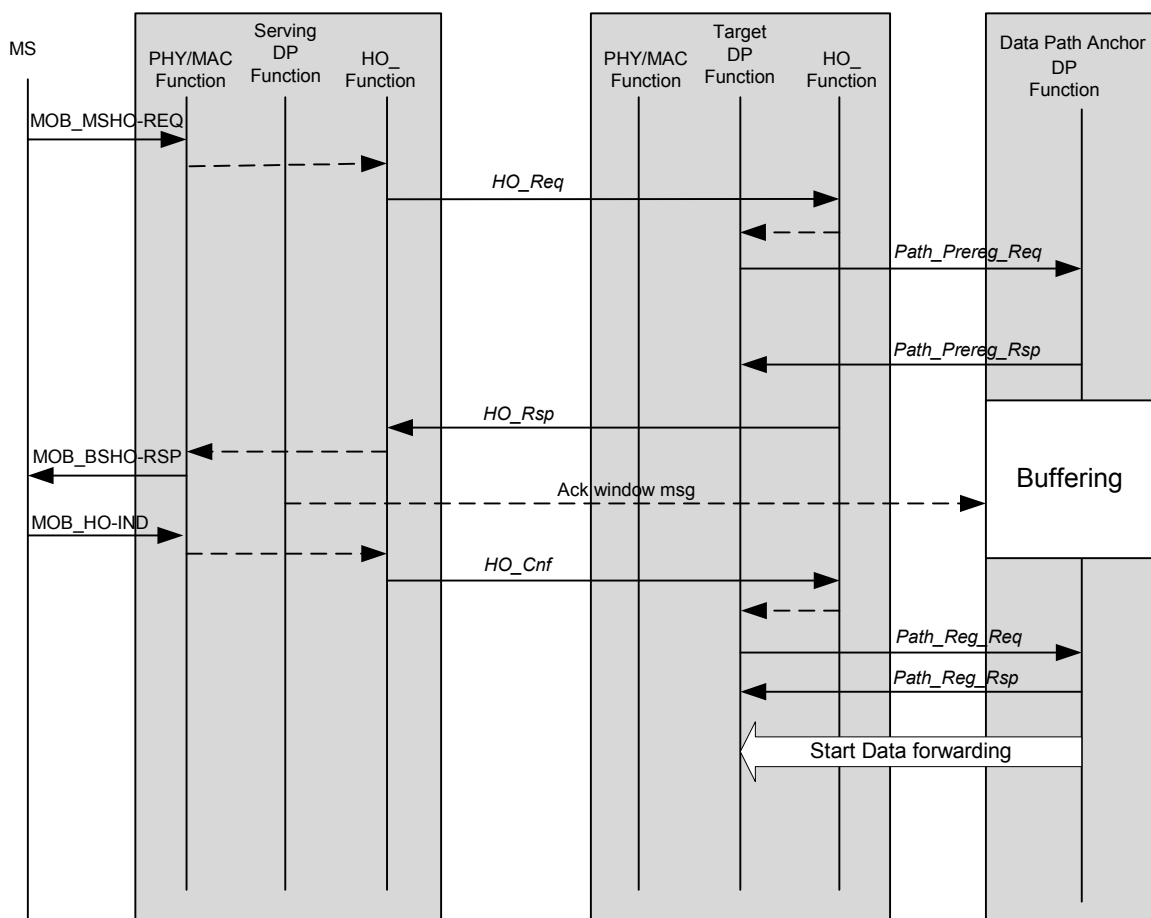 MS
PHY/MAC
Function
Serving
DP
Function
HO_
Function
PHY/MAC
Function
Target
DP
Function
HO_
Function
Data Path Anchor
DP
Function
MOB_MSHO-REQ
HO_Req
Path_Prereg_Req
Path_Prereg_Rsp
HO_Rsp
MOB_BSHO-RSP
Buffering
Ack window msg
MOB_HO-IND
HO_Cnf
Path_Reg_Req
Path_Reg_Rsp
Start Data forwarding